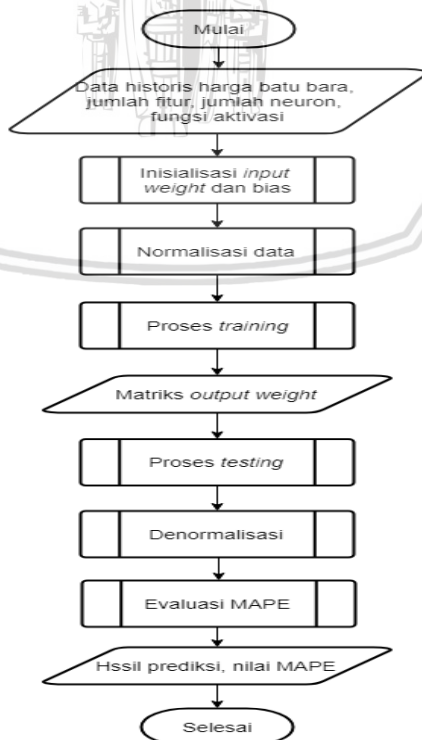 Mulai
Data historis harga batu bara,
jumlah fitur, jumlah neuron,
fungsi aktivasi
Inisialisasi input
weight dan bias
Normalisasi data
Proses training
Matriks output weight
Proses testing
Denormalisasi
Evaluasi MAPE
Hssil prediksi, nilai MAPE
Selesai